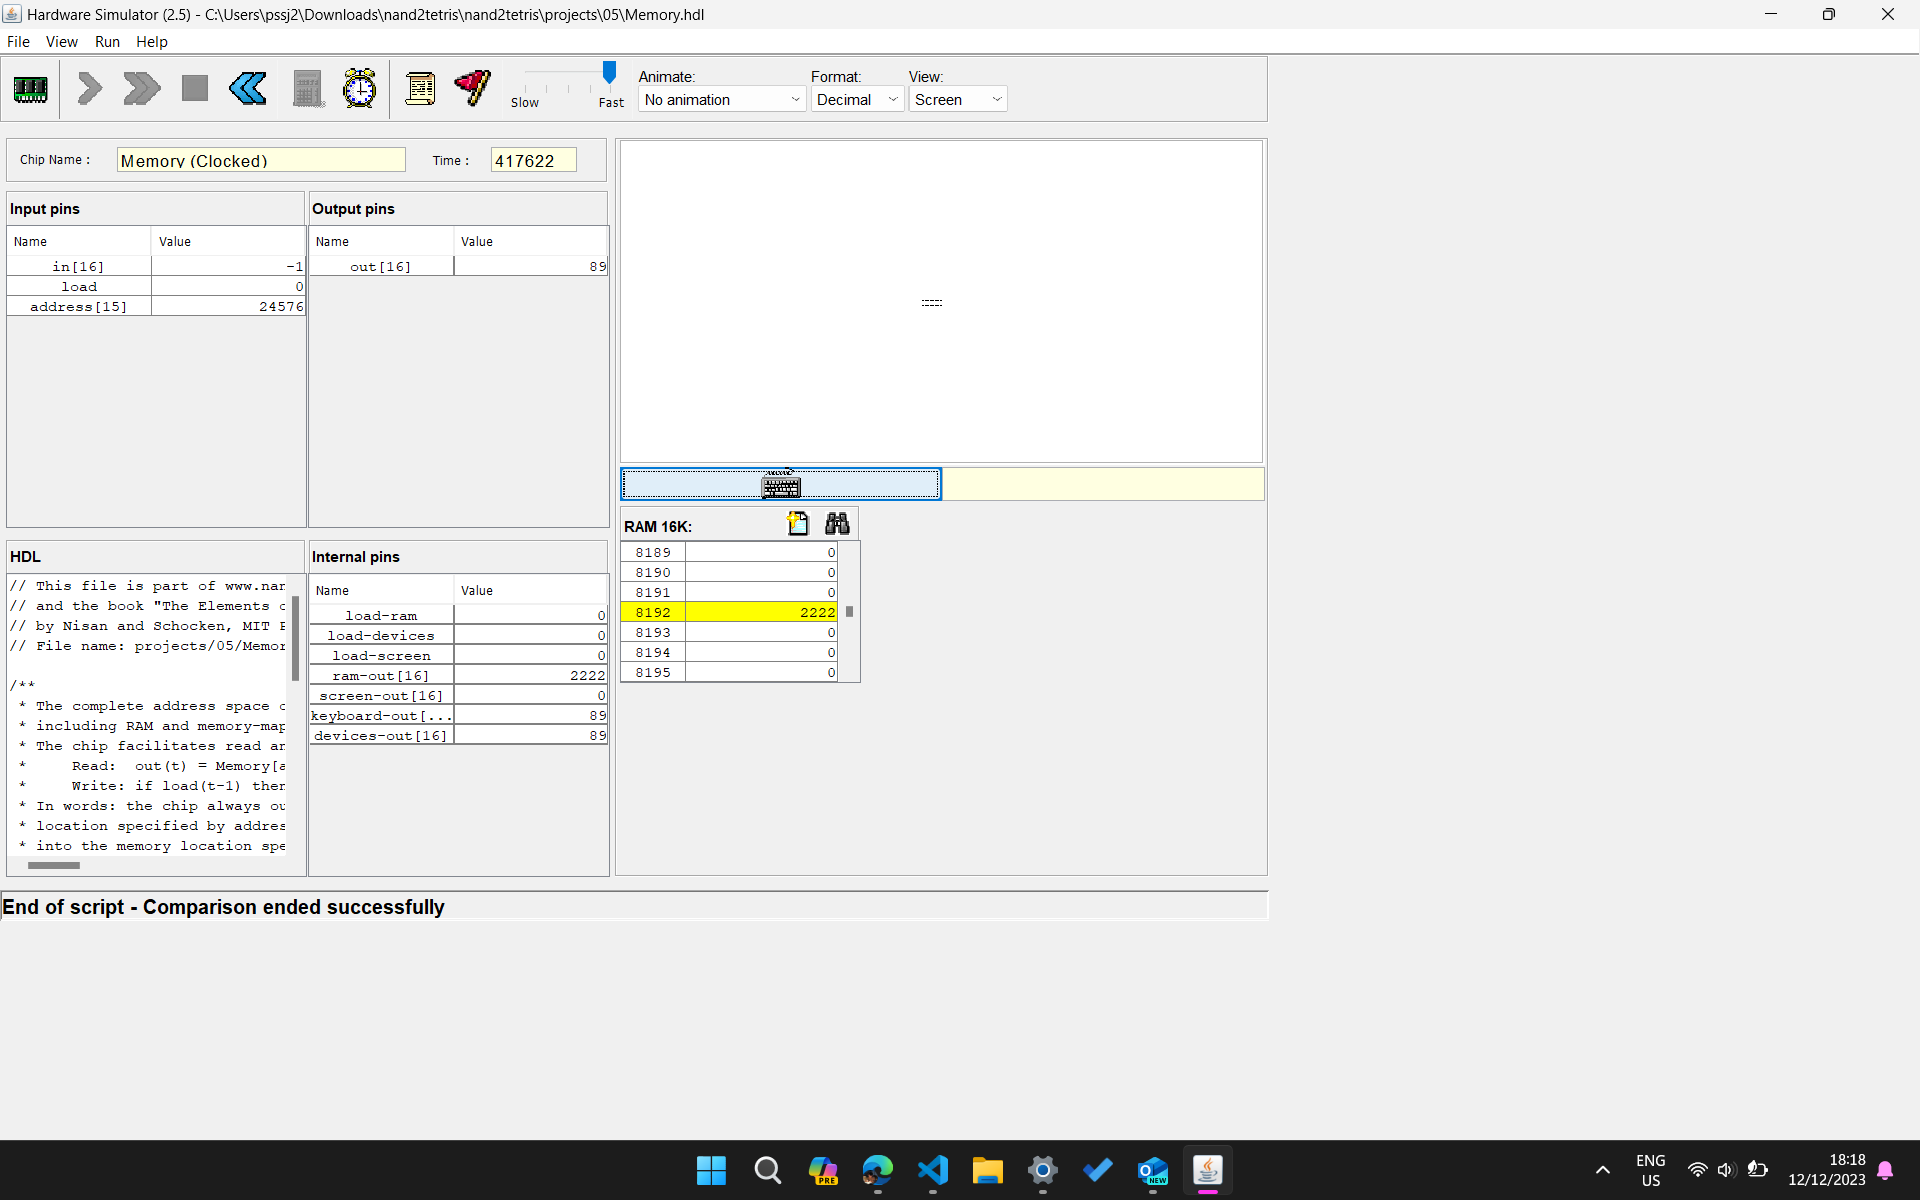 Hardware Simulator (2.5) - C:\Users\pssj2\Downloads\nand2tetris\nand2tetris\projects\05\Memory.hdl
File View Run Help
Slow Fast
Animate: Format: View:
No animation Decimal Screen
Chip Name : Memory (Clocked) Time : 417622
Input pins
Name Value
in[16] -1
load 0
address[15] 24576
Output pins
Name Value
out[16] 89
HDL
// This file is part of www.nan
// and the book "The Elements o
// by Nisan and Schocken, MIT P
// File name: projects/05/Memor
/**
* The complete address space o
* including RAM and memory-map
* The chip facilitates read an
* Read: out(t) = Memory[a
* Write: if load(t-1) then
* In words: the chip always ou
* location specified by addres
* into the memory location spe
Internal pins
Name Value
load-ram 0
load-devices 0
load-screen 0
ram-out[16] 2222
screen-out[16] 0
keyboard-out[... 89
devices-out[16] 89
RAM 16K:
8189 0
8190 0
8191 0
8192 2222
8193 0
8194 0
8195 0
End of script - Comparison ended successfully
PRE
NEW
ENG
US
18:18
12/12/2023